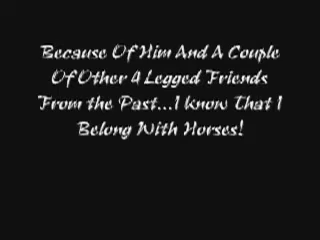 Because Of Him And A Couple
Of Other 4 Legged Friends
From the Past...I know That I
Belong With Horses!